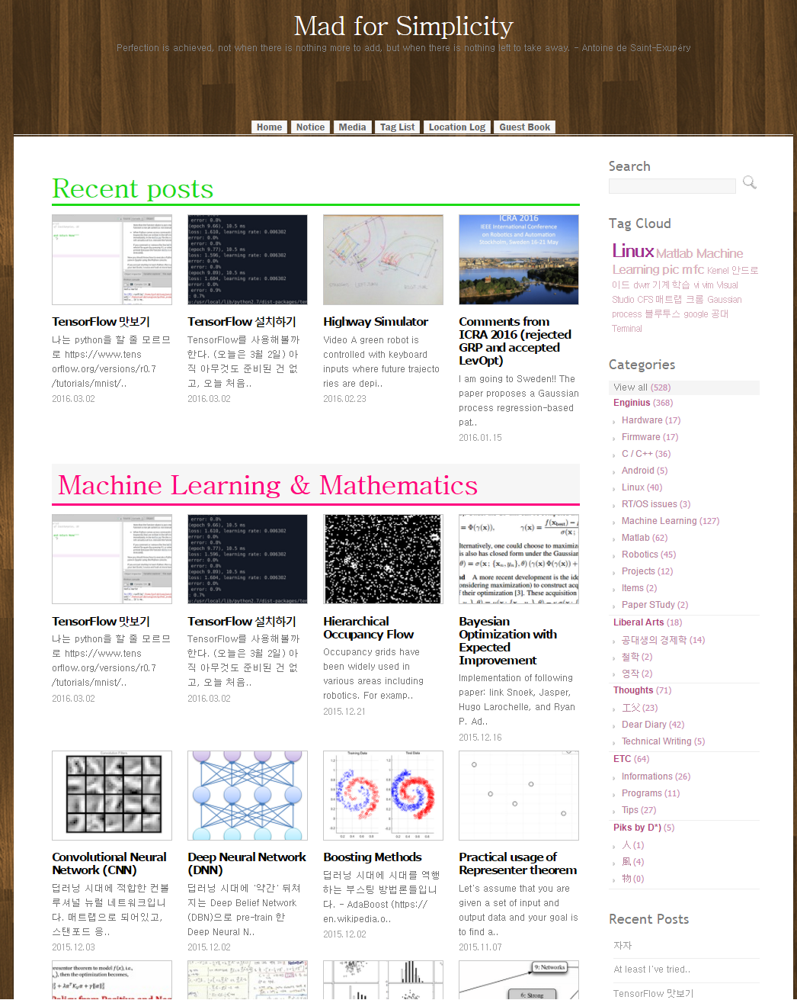 Mad for Simplicity
Perfection is achieved, not when there is nothing more to add, but when there is nothing left to take away. - Antoine de Saint-Exupéry
Home Notice Media Tag List Location Log Guest Book
Recent posts
TensorFlow 맛보기
나는 python을 할 줄 모르므
로 https://www.tens
orflow.org/versions/r0.7
/tutorials/mnist/..
2016.03.02
TensorFlow 설치하기
TensorFlow를 사용해볼까
한다. (오늘은 3월 2일) 아
직 아무것도 준비된 건 없
고, 오늘 처음..
2016.03.02
Highway Simulator
Video A green robot is
controlled with keyboard
inputs where future trajecto
ries are depi..
2016.02.23
ICRA 2016
IEEE International Conference
on Robotics and Automation
Stockholm, Sweden 16-21 May
Comments from
ICRA 2016 (rejected
GRP and accepted
LevOpt)
I am going to Sweden!! The
paper proposes a Gaussian
process regression-based
pat..
2016.01.15
Machine Learning & Mathematics
TensorFlow 맛보기
나는 python을 할 줄 모르므
로 https://www.tens
orflow.org/versions/r0.7
/tutorials/mnist/..
2016.03.02
TensorFlow 설치하기
TensorFlow를 사용해볼까
한다. (오늘은 3월 2일) 아
직 아무것도 준비된 건 없
고, 오늘 처음..
2016.03.02
Hierarchical
Occupancy Flow
Occupancy grids have
been widely used in
various areas including
robotics. For examp..
2015.12.21
Bayesian
Optimization with
Expected
Improvement
Implementation of following
paper: link Snoek, Jasper,
Hugo Larochelle, and Ryan
P. Ad..
2015.12.16
Convolutional Neural
Network (CNN)
딥러닝 시대에 적합한 컨볼
루셔널 뉴럴 네트워크입니
다. 매트랩으로 되어있고,
스탠포드 응..
2015.12.03
Deep Neural Network
(DNN)
딥러닝 시대에 '약간' 뒤쳐
지는 Deep Belief Network
(DBN)으로 pre-train 한
Deep Neural N..
2015.12.02
Training Data Test Data
Boosting Methods
딥러닝 시대에 시대를 역행
하는 부스팅 방법론들입니
다. - AdaBoost (https://
en.wikipedia.o..
2015.12.02
Practical usage of
Representer theorem
Let's assume that you are
given a set of input and
output data and your goal is
to find a..
2015.11.07
9: Networks
6: Strong
Search
Tag Cloud
Linux Matlab Machine
Learning pic mfc Kernel 안드로
이드 dwrr 기계학습 vi vim Visual
Studio CFS 매트랩 크롤 Gaussian
process 블루투스 google 공대
Terminal
Categories
View all (528)
Enginius (368)
Hardware (17)
Firmware (17)
C / C++ (36)
Android (5)
Linux (40)
RT/OS issues (3)
Machine Learning (127)
Matlab (62)
Robotics (45)
Projects (12)
Items (2)
Paper STudy (2)
Liberal Arts (18)
공대생의 경제학 (14)
철학 (2)
영작 (2)
Thoughts (71)
工父 (23)
Dear Diary (42)
Technical Writing (5)
ETC (64)
Informations (26)
Programs (11)
Tips (27)
Piks by D*) (5)
人 (1)
風 (4)
物 (0)
Recent Posts
자자
At least I've tried..
TensorFlow 맛보기